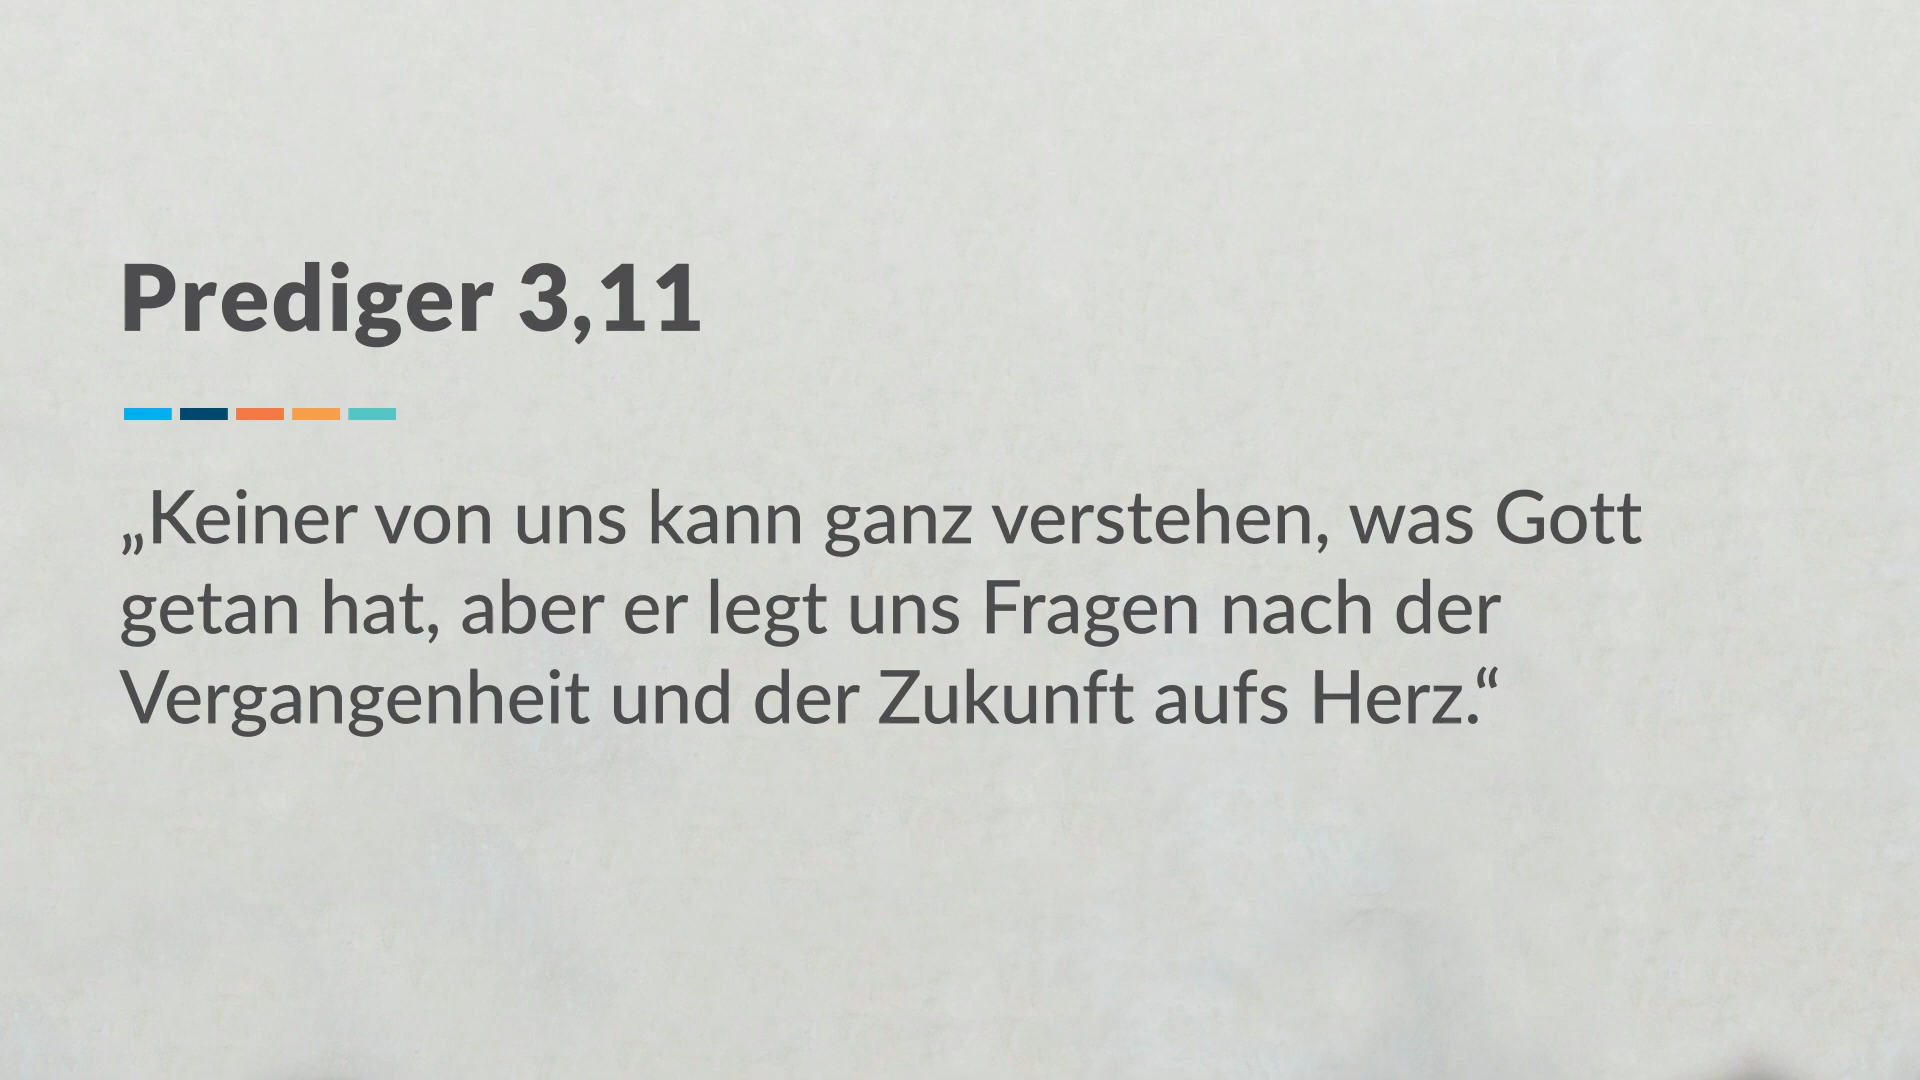 Prediger 3,11
„Keiner von uns kann ganz verstehen, was Gott
getan hat, aber er legt uns Fragen nach der
Vergangenheit und der Zukunft aufs Herz.“